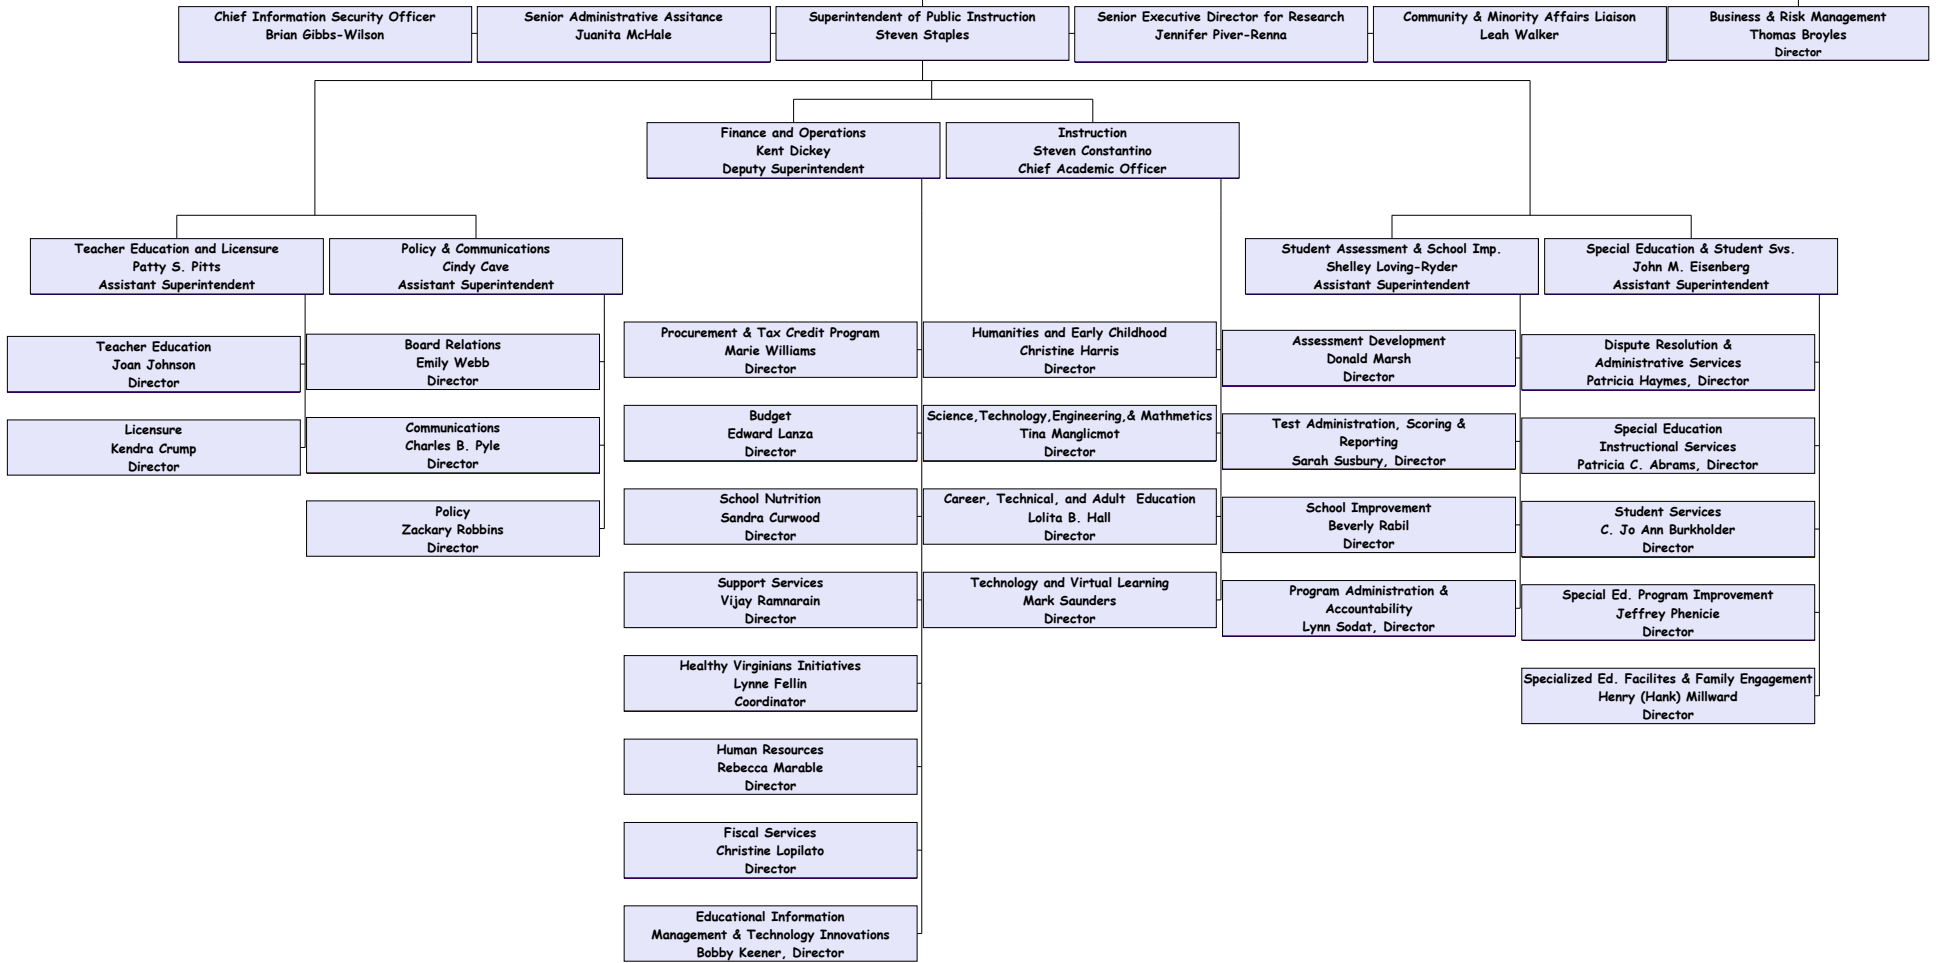 Chief Information Security Officer
Brian Gibbs-Wilson
Senior Administrative Assitance
Juanita McHale
Superintendent of Public Instruction
Steven Staples
Senior Executive Director for Research
Jennifer Piver-Renna
Community & Minority Affairs Liaison
Leah Walker
Business & Risk Management
Thomas Broyles
Director
Finance and Operations
Kent Dickey
Deputy Superintendent
Instruction
Steven Constantino
Chief Academic Officer
Teacher Education and Licensure
Patty S. Pitts
Assistant Superintendent
Policy & Communications
Cindy Cave
Assistant Superintendent
Student Assessment & School Imp.
Shelley Loving-Ryder
Assistant Superintendent
Special Education & Student Svs.
John M. Eisenberg
Assistant Superintendent
Teacher Education
Joan Johnson
Director
Licensure
Kendra Crump
Director
Board Relations
Emily Webb
Director
Communications
Charles B. Pyle
Director
Policy
Zackary Robbins
Director
Procurement & Tax Credit Program
Marie Williams
Director
Budget
Edward Lanza
Director
School Nutrition
Sandra Curwood
Director
Support Services
Vijay Ramnarain
Director
Healthy Virginians Initiatives
Lynne Fellin
Coordinator
Human Resources
Rebecca Marable
Director
Fiscal Services
Christine Lopilato
Director
Educational Information
Management & Technology Innovations
Bobby Keener, Director
Humanities and Early Childhood
Christine Harris
Director
Science,Technology,Engineering,& Mathmetics
Tina Manglicmot
Director
Career, Technical, and Adult Education
Lolita B. Hall
Director
Technology and Virtual Learning
Mark Saunders
Director
Assessment Development
Donald Marsh
Director
Test Administration, Scoring &
Reporting
Sarah Susbury, Director
School Improvement
Beverly Rabil
Director
Program Administration &
Accountability
Lynn Sodat, Director
Dispute Resolution &
Administrative Services
Patricia Haymes, Director
Special Education
Instructional Services
Patricia C. Abrams, Director
Student Services
C. Jo Ann Burkholder
Director
Special Ed. Program Improvement
Jeffrey Phenicie
Director
Specialized Ed. Facilites & Family Engagement
Henry (Hank) Millward
Director